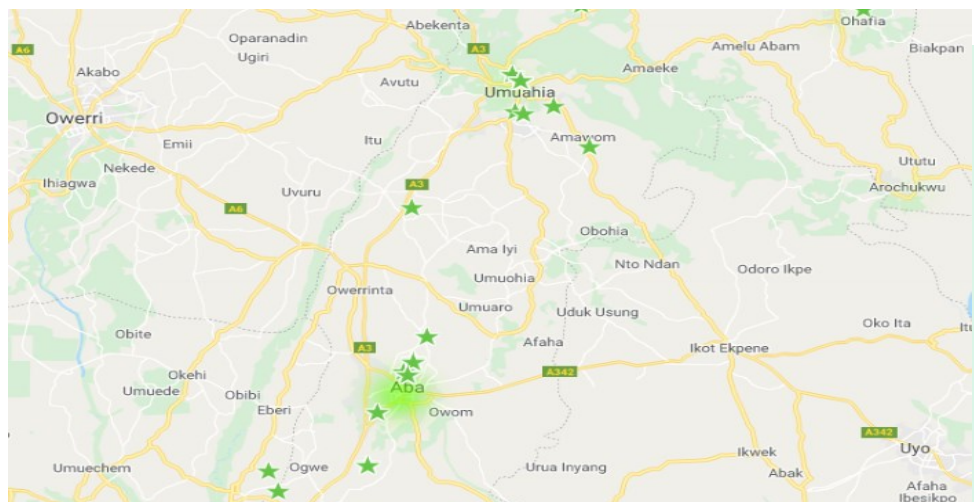 Abekenta
Ohafia
Oparanadin
A6
A3
Ugiri
Amelu Abam
Biakpan
Akabo
Avutu
Amaeke
Umuahia
Owerri
Emii
Itu
Amawom
Nekede
Ututu
Ihiagwa
Uvuru
A3
Arochukwu
A6
Obohia
Ama Iyi
Nto Ndan
Odoro Ikpe
Umuohia
Owerrinta
Umuaro
Uduk Usung
Obite
Oko Ita
Afaha
A3
Ikot Ekpene
Okehi
A342
Umuede
Obibi
Aba
Eberi
Owom
A342
Uyo
Ikwek
Umuechem
Ogwe
Urua Inyang
Abak
Afaha
Ibesikpo